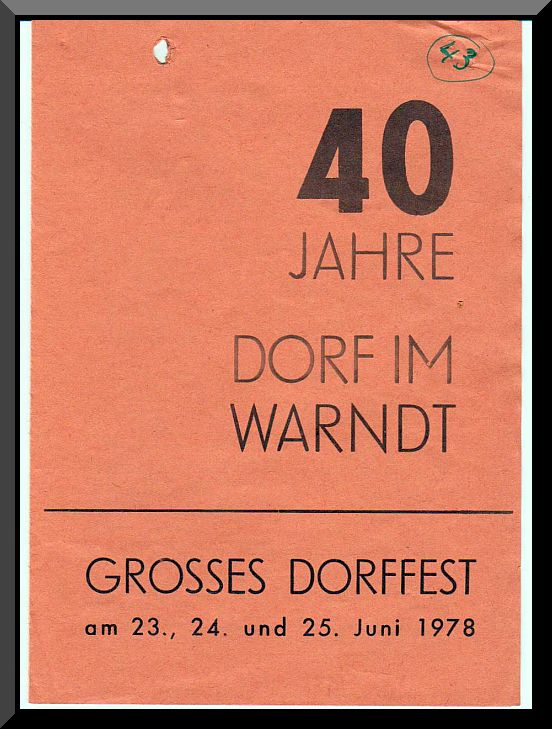 43
40
JAHRE
DORF IM
WARNDT
GROSSES DORFFEST
am 23., 24. und 25. Juni 1978